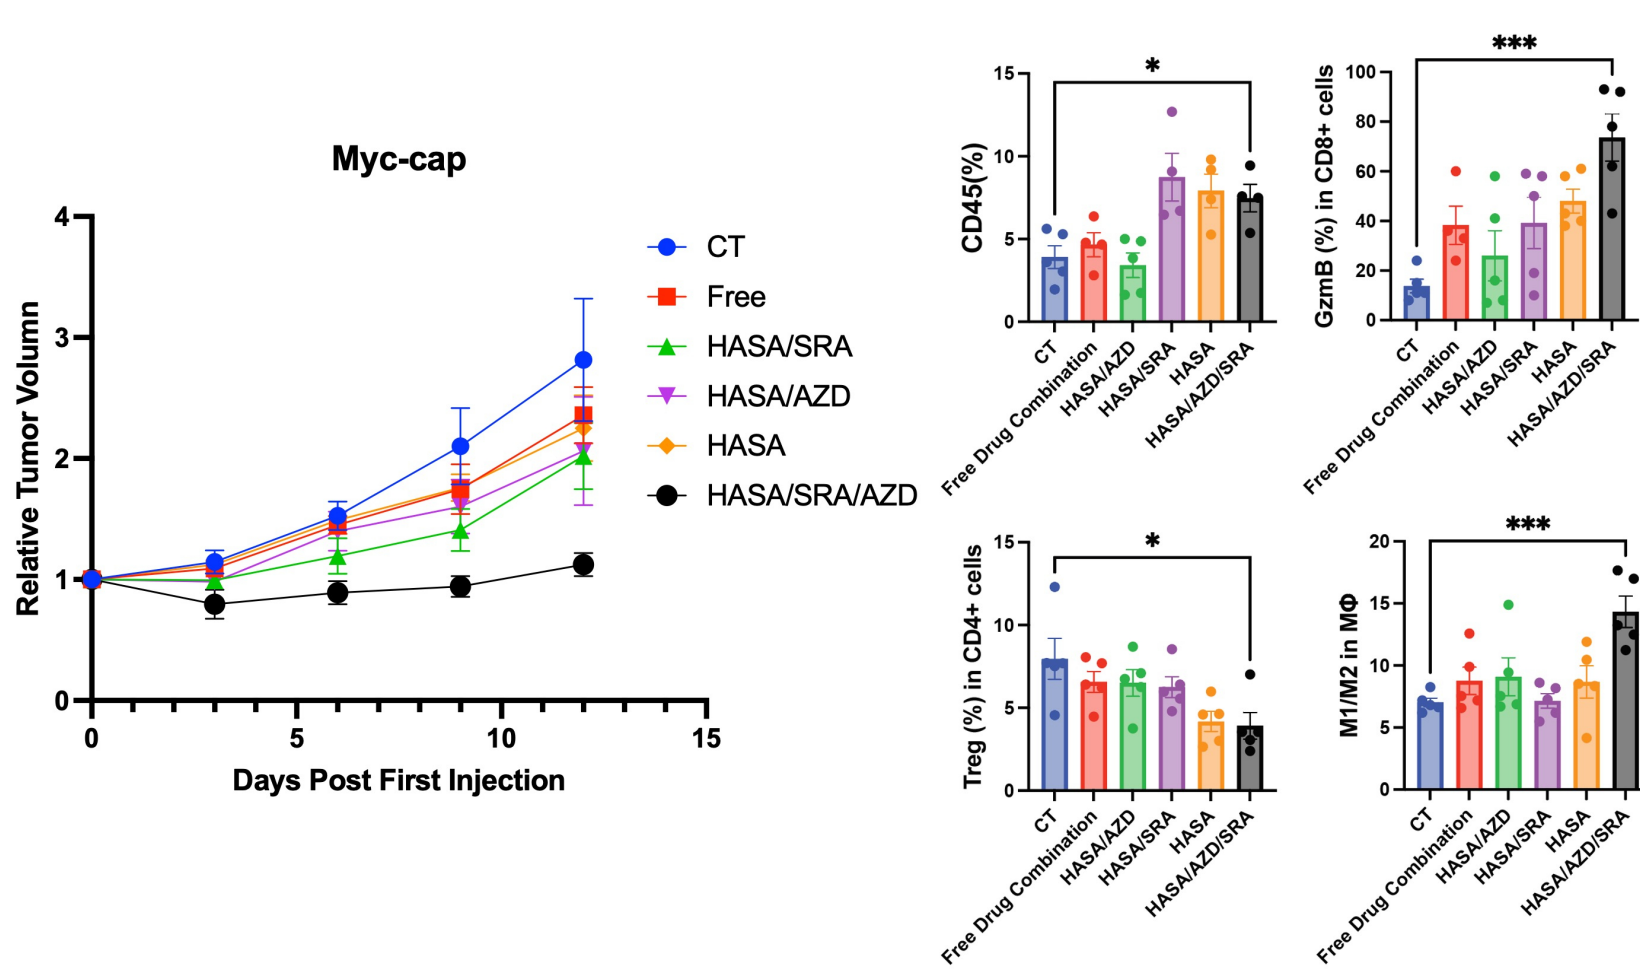 Myc-cap
Relative Tumor Volumn
4
3
2
1
0
0 5 10 15
Days Post First Injection
CT
Free
HASA/SRA
HASA/AZD
HASA
HASA/SRA/AZD
*
CD45(%)
15
10
5
0
CT
Free Drug Combination
HASA/AZD
HASA/SRA
HASA
HASA/AZD/SRA
***
GzmB (%) in CD8+ cells
100
80
60
40
20
0
CT
Free Drug Combination
HASA/AZD
HASA/SRA
HASA
HASA/AZD/SRA
*
Treg (%) in CD4+ cells
15
10
5
0
CT
Free Drug Combination
HASA/AZD
HASA/SRA
HASA
HASA/AZD/SRA
***
M1/M2 in MΦ
20
15
10
5
0
CT
Free Drug Combination
HASA/AZD
HASA/SRA
HASA
HASA/AZD/SRA